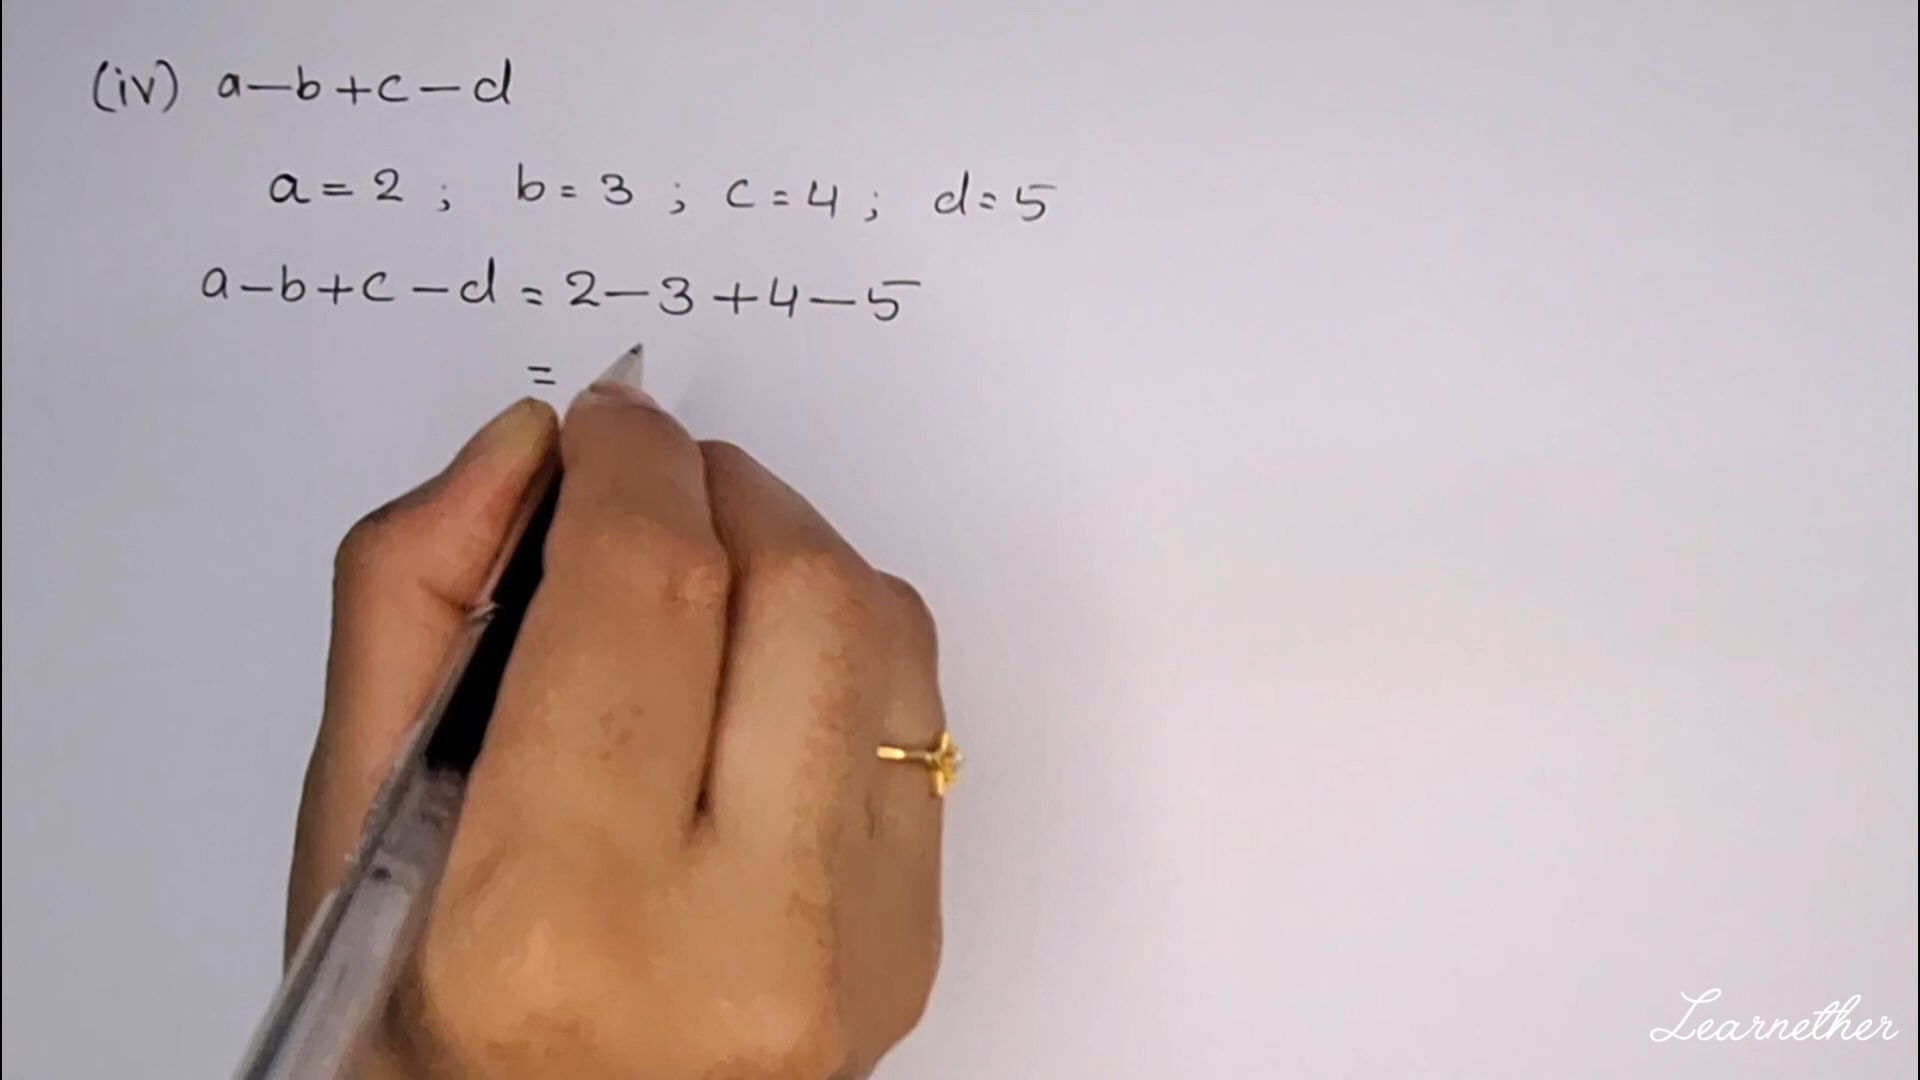 (iv) a-b+c-d
a=2 ; b=3 ; c=4 ; d=5
a-b+c-d = 2-3+4-5
=
Learnether